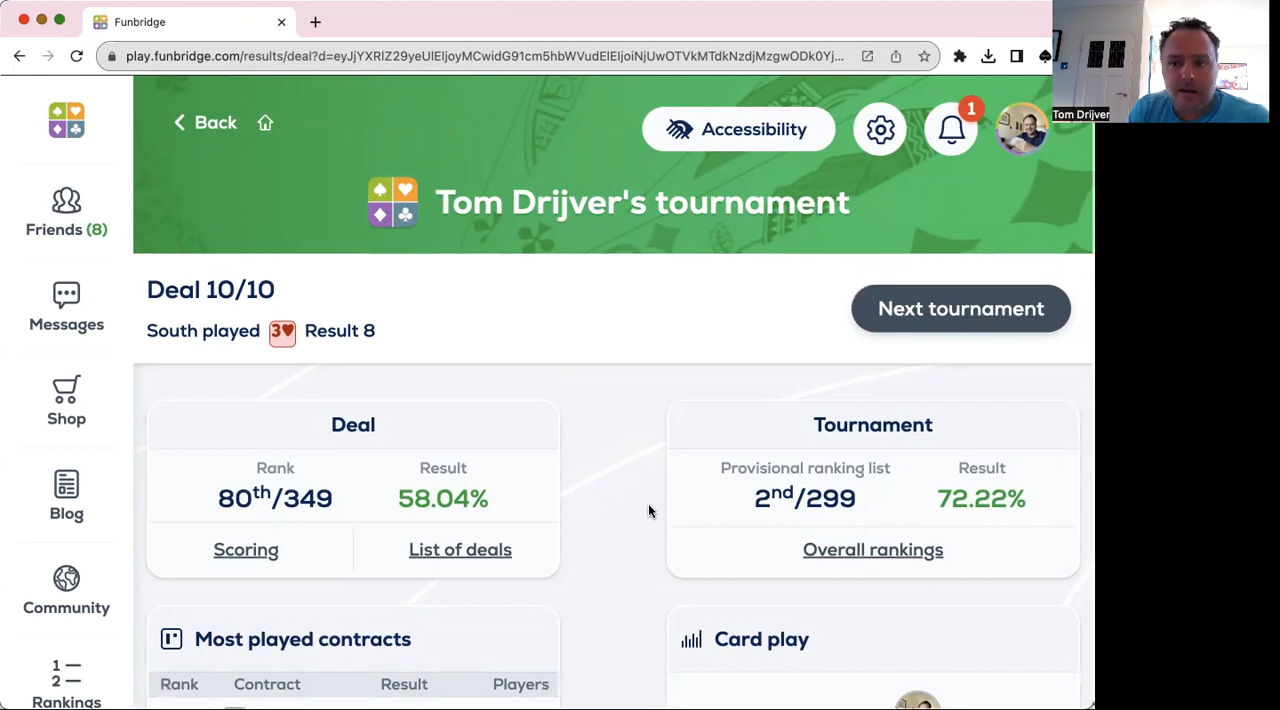 Funbridge
play.funbridge.com/results/deal?d=eyJjYXRlZ29yeUlEIjoyMCwidG91cm5hbWVudElEIjoiNjUwOTVkMTdkNzdjMzgwODk0Yj...
Tom Drijver
Back
Accessibility
1
Tom Drijver's tournament
Friends (8)
Messages
Shop
Blog
Community
1
2
Rankings
Deal 10/10
South played 3♥ Result 8
Next tournament
Deal
Rank Result
80th/349 58.04%
Scoring List of deals
Tournament
Provisional ranking list Result
2nd/299 72.22%
Overall rankings
Most played contracts
Rank Contract Result Players
Card play